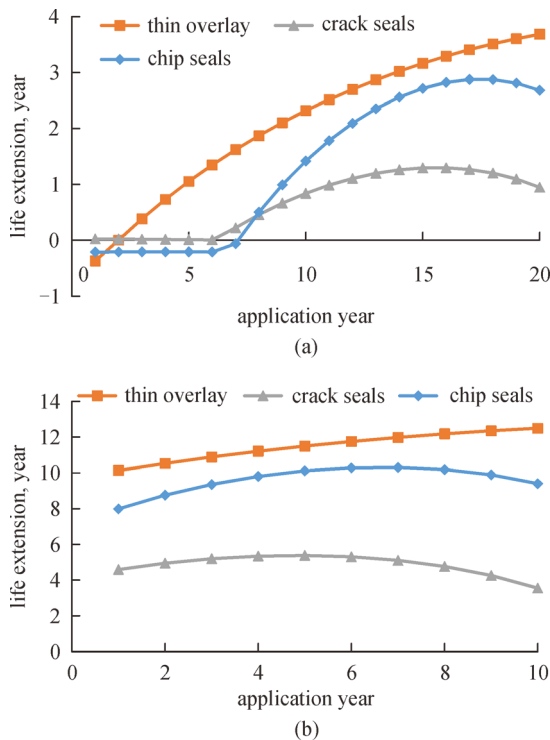 4
thin overlay
crack seals
3
chip seals
2
1
0
−1
life extension, year
0
5
10
15
20
application year
(a)
thin overlay
crack seals
chip seals
14
12
10
8
6
4
2
0
life extension, year
0
2
4
6
8
10
application year
(b)